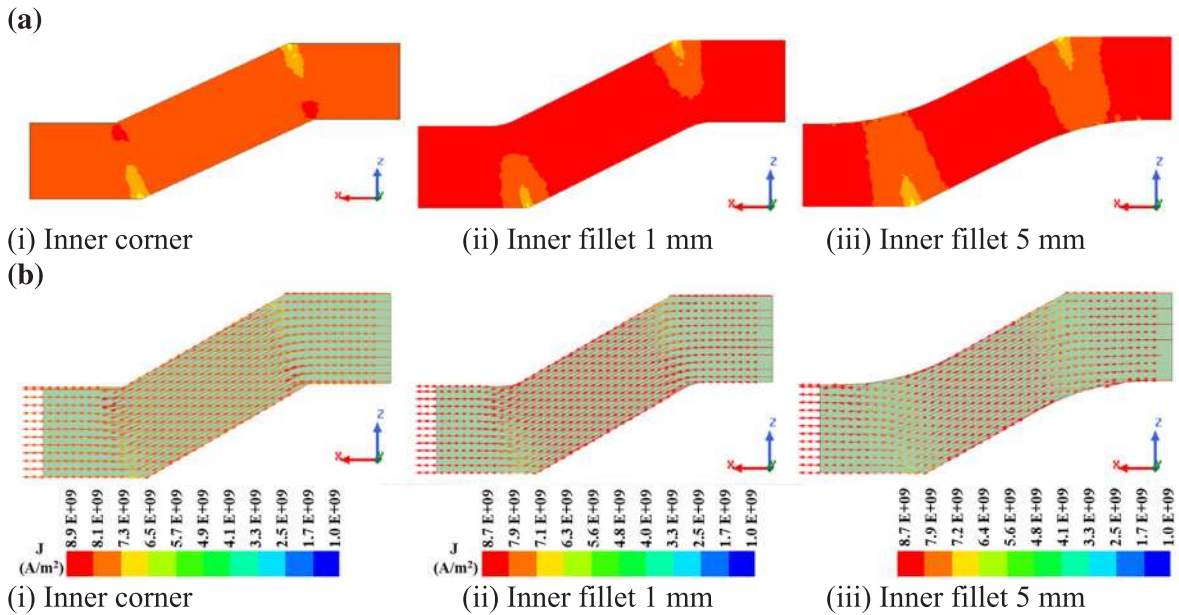 (a)
z
x
y
z
x
y
z
x
y
(i) Inner corner
(ii) Inner fillet 1 mm
(iii) Inner fillet 5 mm
(b)
z
x
y
z
x
y
z
x
y
8.9 E+09 8.1 E+09 7.3 E+09 6.5 E+09 5.7 E+09 4.9 E+09 4.1 E+09 3.3 E+09 2.5 E+09 1.7 E+09 1.0 E+09
J
(A/m²)
8.7 E+09 7.9 E+09 7.1 E+09 6.3 E+09 5.6 E+09 4.8 E+09 4.0 E+09 3.3 E+09 2.5 E+09 1.7 E+09 1.0 E+09
J
(A/m²)
8.7 E+09 7.9 E+09 7.2 E+09 6.4 E+09 5.6 E+09 4.8 E+09 4.1 E+09 3.3 E+09 2.5 E+09 1.7 E+09 1.0 E+09
(i) Inner corner
(ii) Inner fillet 1 mm
(iii) Inner fillet 5 mm